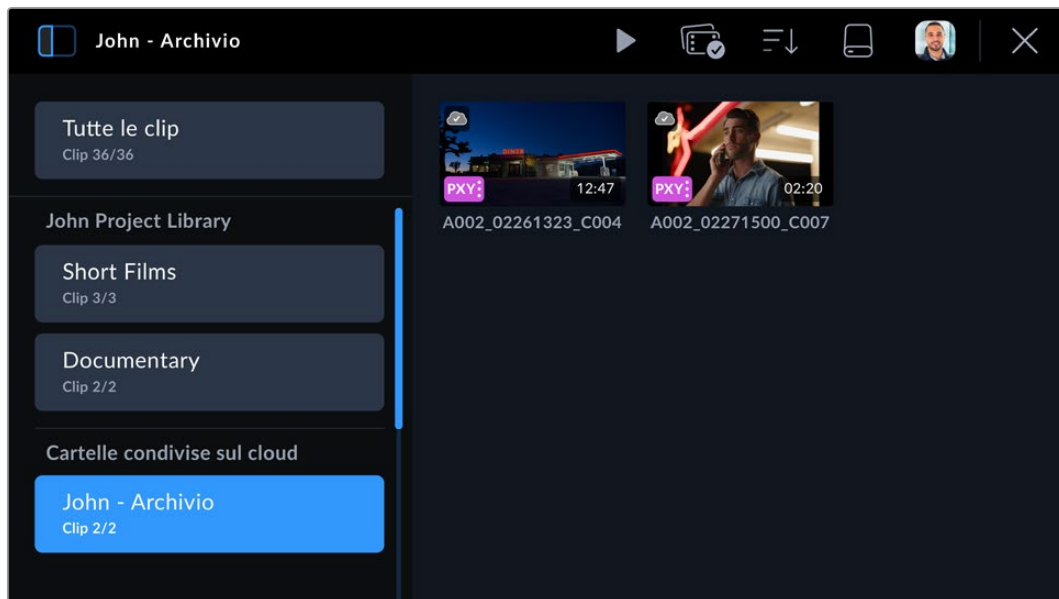 John - Archivio
Tutte le clip
Clip 36/36
John Project Library
Short Films
Clip 3/3
Documentary
Clip 2/2
Cartelle condivise sul cloud
John - Archivio
Clip 2/2
DINER
PXY
12:47
A002_02261323_C004
PXY
02:20
A002_02271500_C007